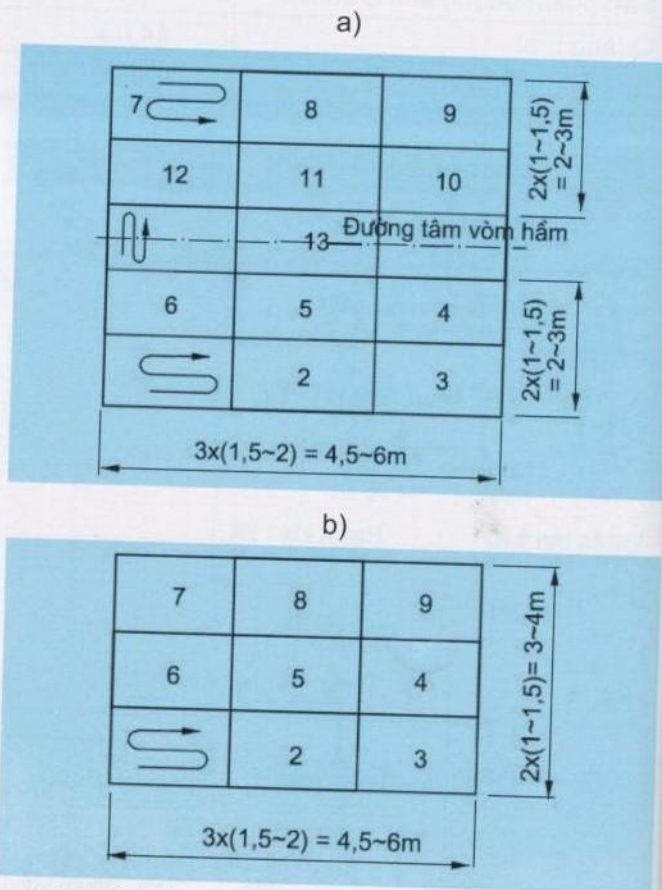 a)
7 8 9
2x(1~1,5)
= 2~3m
12 11 10
13 Đường tâm vòm hầm
6 5 4
2x(1~1,5)
= 2~3m
2 3
3x(1,5~2) = 4,5~6m
b)
7 8 9
6 5 4
2x(1~1,5)= 3~4m
2 3
3x(1,5~2) = 4,5~6m